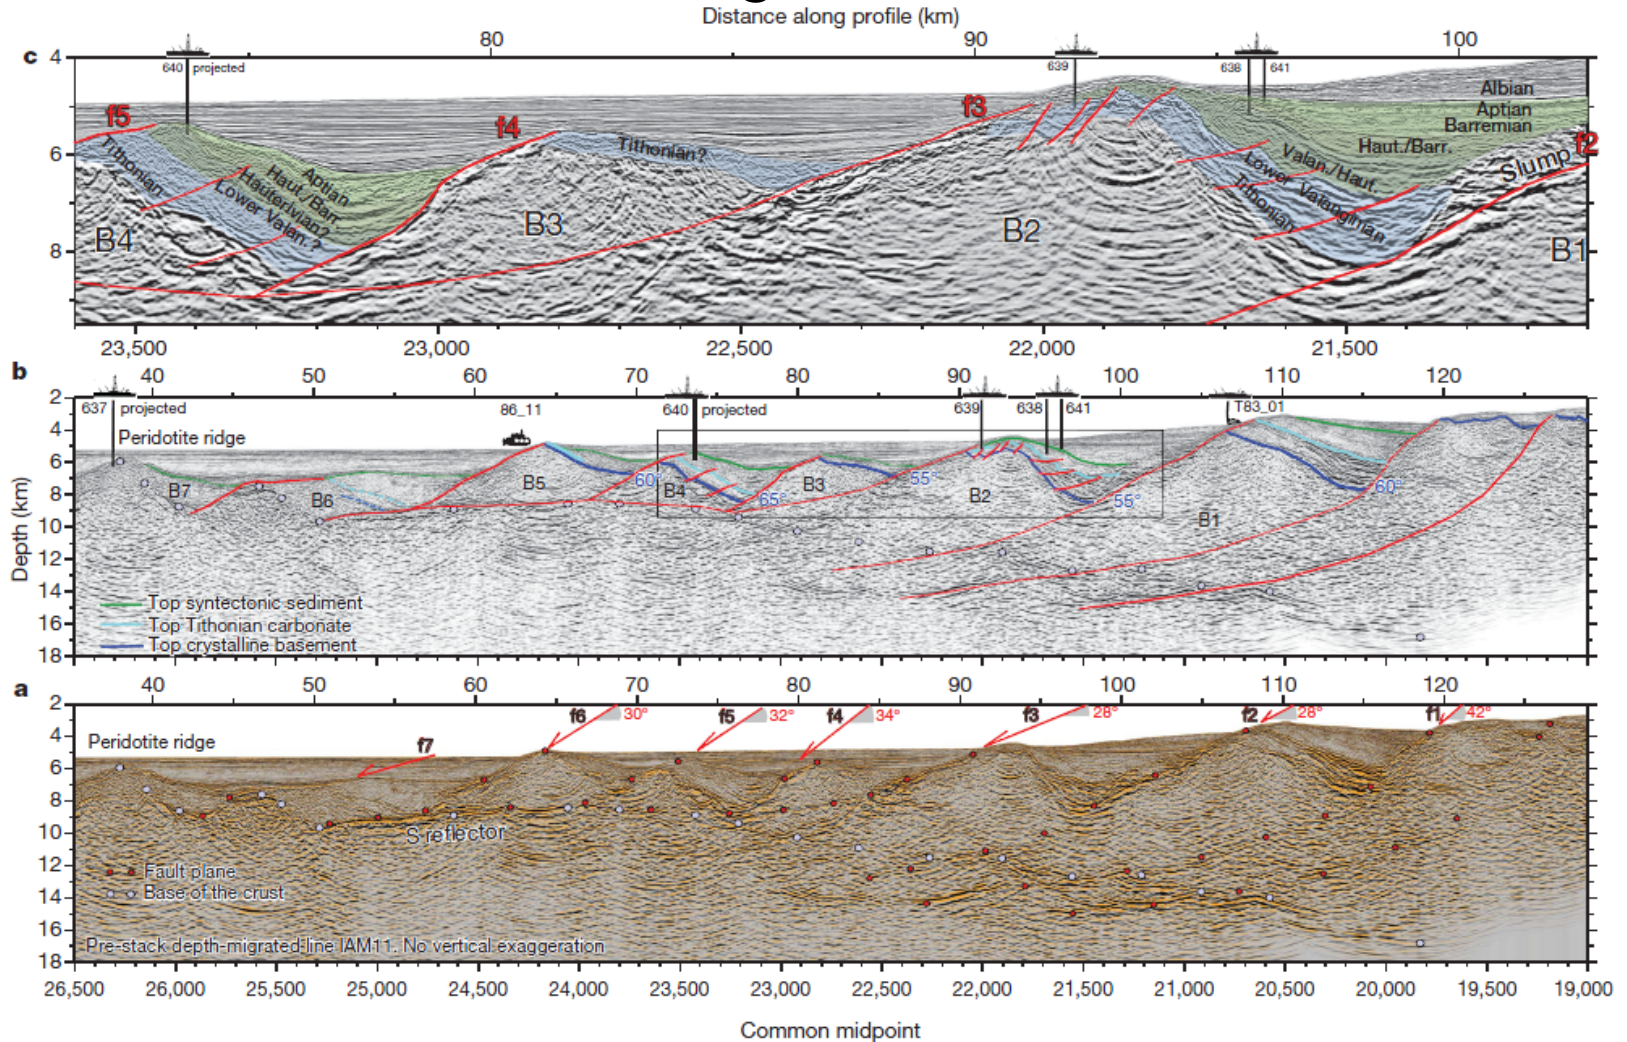 Distance along profile (km)
c
80 90 100
640 projected 639 638 641
4
6
8
f5 f4 f3 f2
Albian
Aptian
Barremian
Haut./Barr.
Valan./Haut.
Lower Valanginian
Tithonian
Slump
Tithonian?
Tithonian
Aptian
Haut./Barr.
Hauterivian?
Lower Valan.?
B4 B3 B2 B1
23,500 23,000 22,500 22,000 21,500
b
40 50 60 70 80 90 100 110 120
637 projected 86_11 640 projected 639 638 641 T83_01
Peridotite ridge
B7 B6 B5 B4 B3 B2 B1
60° 65° 55° 55° 60°
Top syntectonic sediment
Top Tithonian carbonate
Top crystalline basement
2
4
6
8
10
12
14
16
18
Depth (km)
a
40 50 60 70 80 90 100 110 120
f7 f6 30° f5 32° f4 34° f3 28° f2 28° f1 42°
Peridotite ridge
S reflector
Fault plane
Base of the crust
Pre-stack depth-migrated line IAM11. No vertical exaggeration
2
4
6
8
10
12
14
16
18
26,500 26,000 25,500 25,000 24,500 24,000 23,500 23,000 22,500 22,000 21,500 21,000 20,500 20,000 19,500 19,000
Common midpoint